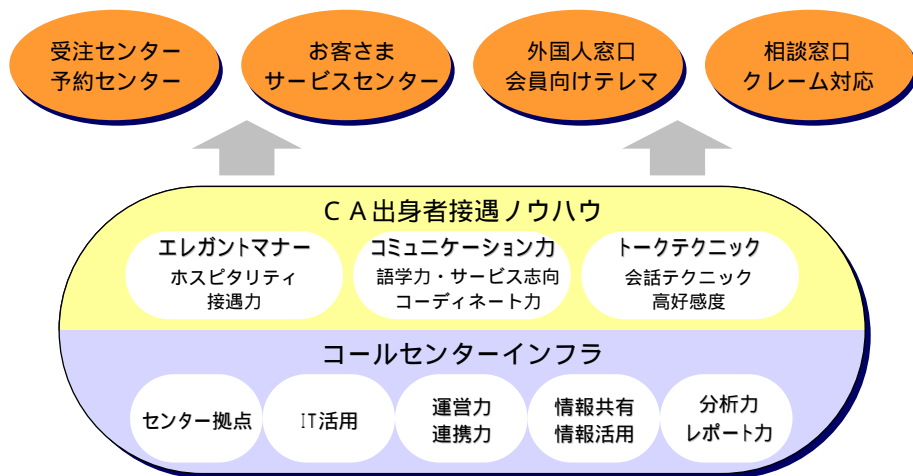 受注センター
予約センター
お客さま
サービスセンター
外国人窓口
会員向けテレマ
相談窓口
クレーム対応
ＣＡ出身者接遇ノウハウ
エレガントマナー
ホスピタリティ
接遇力
コミュニケーション力
語学力・サービス志向
コーディネート力
トークテクニック
会話テクニック
高好感度
コールセンターインフラ
センター拠点
IT活用
運営力
連携力
情報共有
情報活用
分析力
レポート力